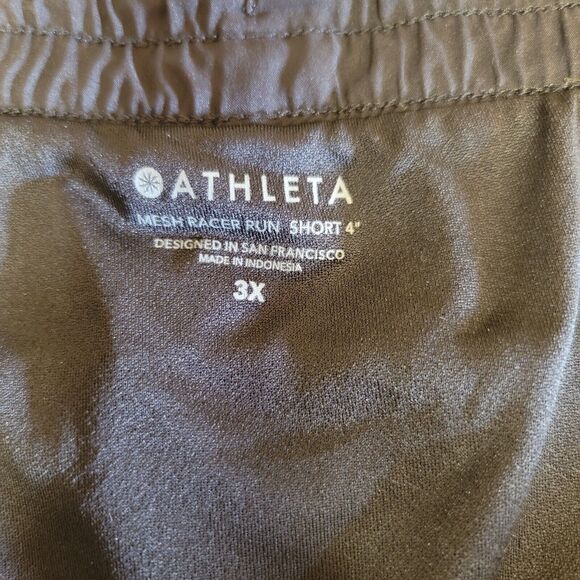 ATHLETA
MESH RACER RUN SHORT 4"
DESIGNED IN SAN FRANCISCO
MADE IN INDONESIA
3X